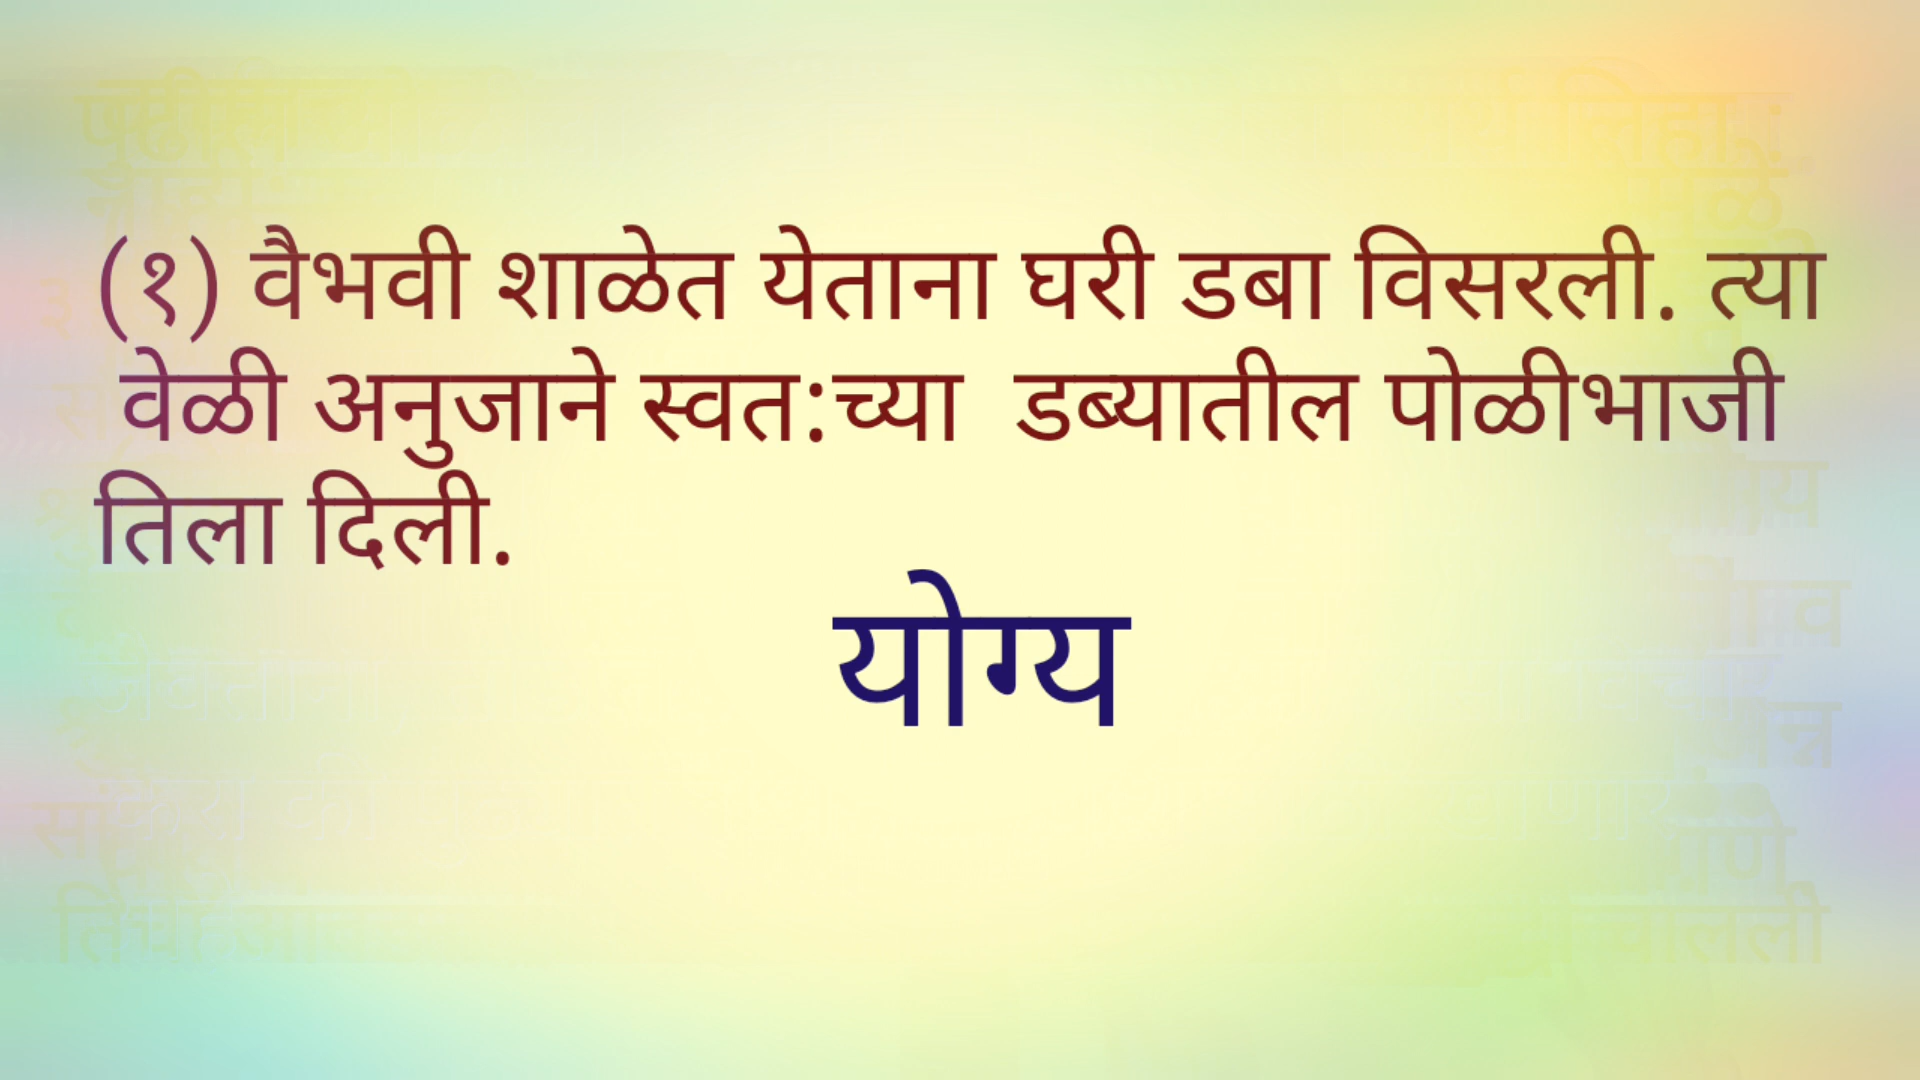 (१) वैभवी शाळेत येताना घरी डबा विसरली. त्या
वेळी अनुजाने स्वत:च्या डब्यातील पोळीभाजी
तिला दिली.
योग्य